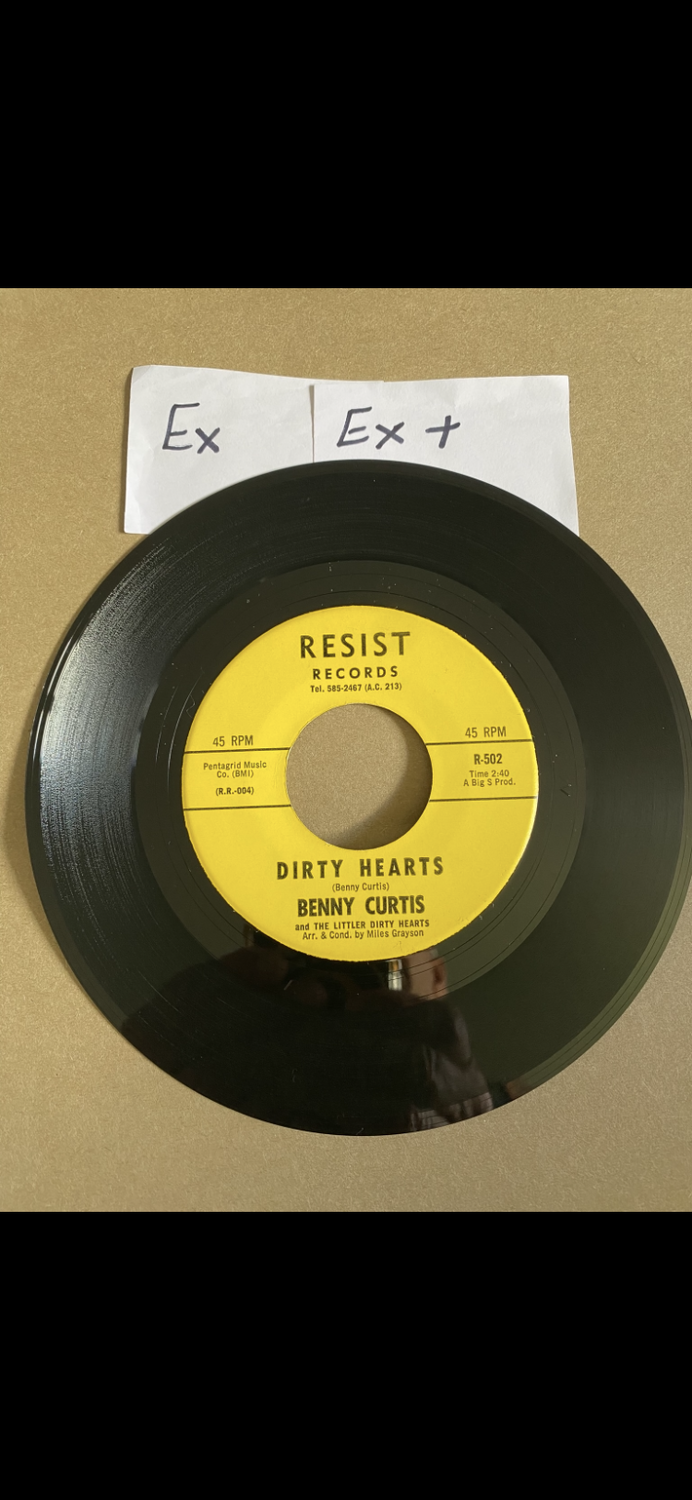 Ex
Ex +
RESIST
RECORDS
Tel. 585-2467 (A.C. 213)
45 RPM
45 RPM
Pentagrid Music
Co. (BMI)
(R.R.-004)
R-502
Time 2:40
A Big S Prod.
DIRTY HEARTS
(Benny Curtis)
BENNY CURTIS
and THE LITTLER DIRTY HEARTS
Arr. & Cond. by Miles Grayson